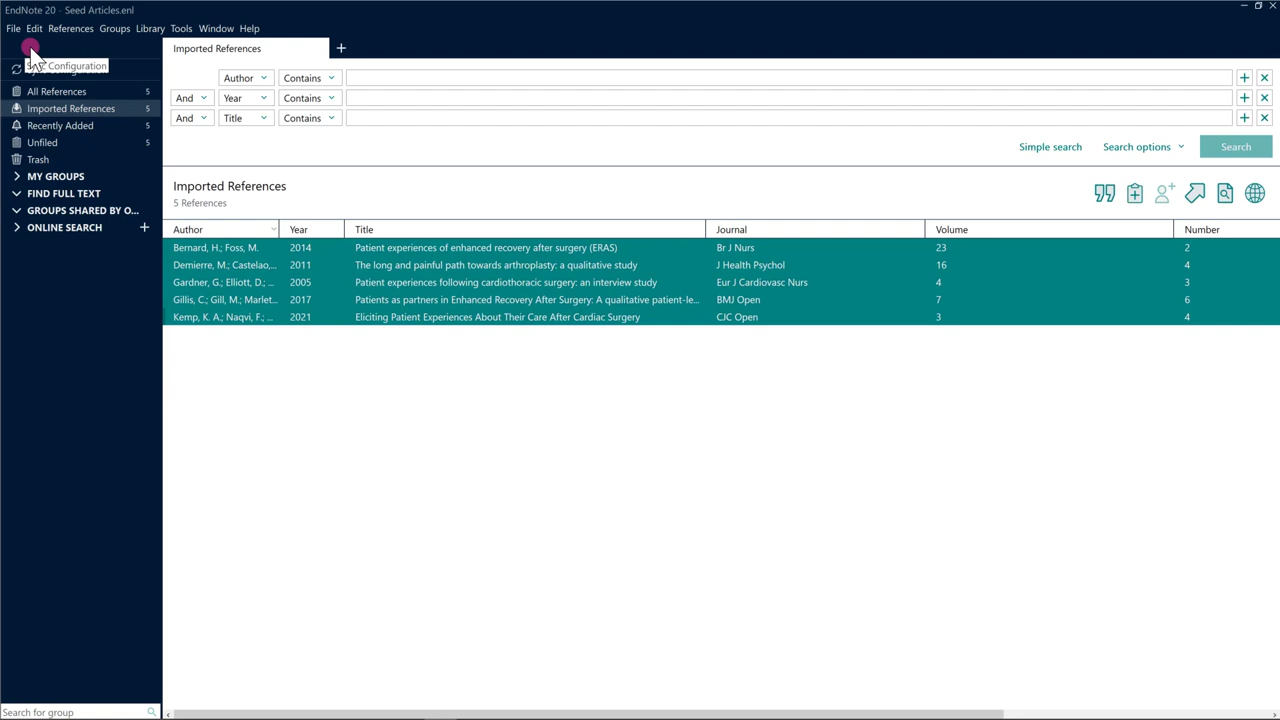 EndNote 20 - Seed Articles.enl
File Edit References Groups Library Tools Window Help
Sync Configuration
All References 5
Imported References 5
Recently Added 5
Unfiled 5
Trash
MY GROUPS
FIND FULL TEXT
GROUPS SHARED BY O...
ONLINE SEARCH
Search for group
Imported References
Author Contains
And Year Contains
And Title Contains
Simple search Search options Search
Imported References
5 References
Author Year Title Journal Volume Number
Bernard, H.; Foss, M. 2014 Patient experiences of enhanced recovery after surgery (ERAS) Br J Nurs 23 2
Demierre, M.; Castelao,... 2011 The long and painful path towards arthroplasty: a qualitative study J Health Psychol 16 4
Gardner, G.; Elliott, D.; ... 2005 Patient experiences following cardiothoracic surgery: an interview study Eur J Cardiovasc Nurs 4 3
Gillis, C.; Gill, M.; Marlet... 2017 Patients as partners in Enhanced Recovery After Surgery: A qualitative patient-le... BMJ Open 7 6
Kemp, K. A.; Naqvi, F.; ... 2021 Eliciting Patient Experiences About Their Care After Cardiac Surgery CJC Open 3 4